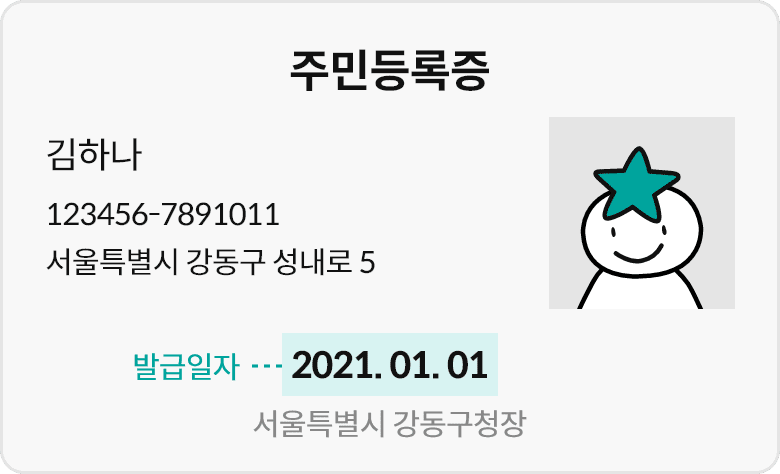 주민등록증
김하나
123456-7891011
서울특별시 강동구 성내로 5
발급일자 2021. 01. 01
서울특별시 강동구청장